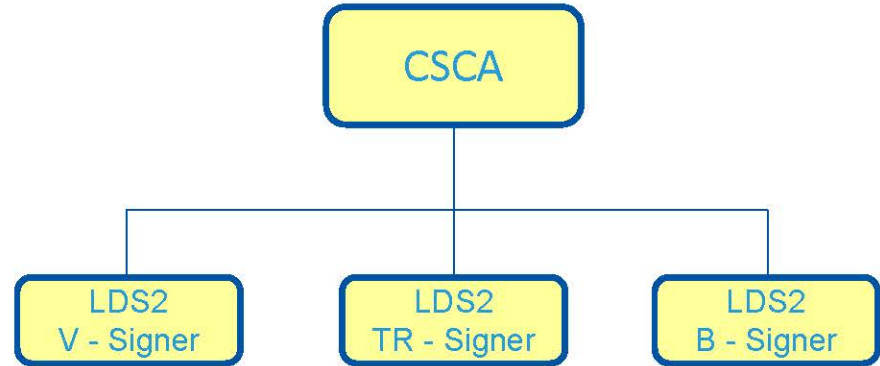 CSCA
LDS2
V - Signer
LDS2
TR - Signer
LDS2
B - Signer